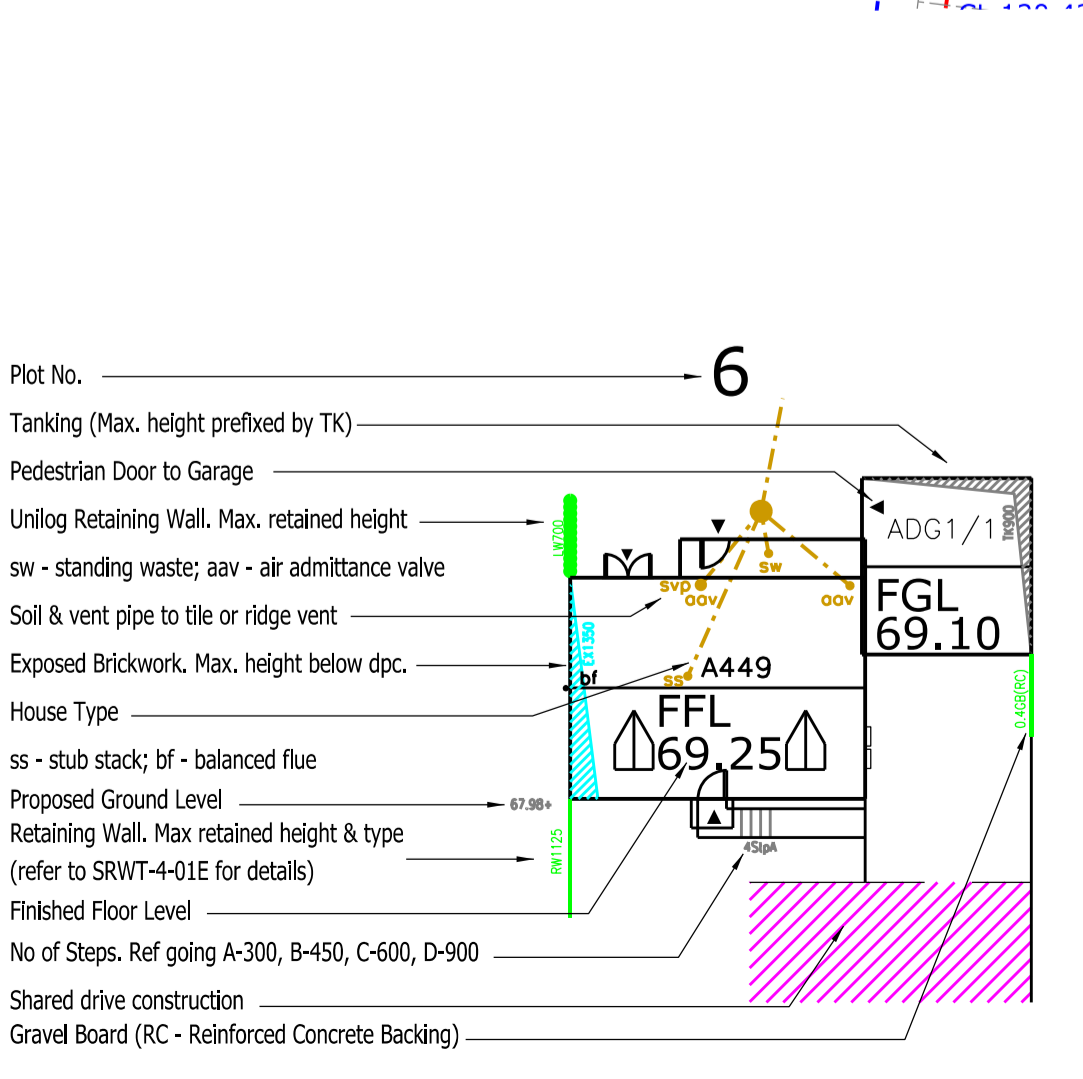 Plot No.
6
Tanking (Max. height prefixed by TK)
Pedestrian Door to Garage
Unilog Retaining Wall. Max. retained height
LW700
ADG1/1
TK900
sw - standing waste; aav - air admittance valve
sw
Soil & vent pipe to tile or ridge vent
svp
aav
aav
FGL
69.10
Exposed Brickwork. Max. height below dpc.
EX1350
bf
ss
A449
House Type
0.4GB(RC)
FFL
69.25
ss - stub stack; bf - balanced flue
Proposed Ground Level
67.98+
Retaining Wall. Max retained height & type
(refer to SRWT-4-01E for details)
RW1125
4SlpA
Finished Floor Level
No of Steps. Ref going A-300, B-450, C-600, D-900
Shared drive construction
Gravel Board (RC - Reinforced Concrete Backing)